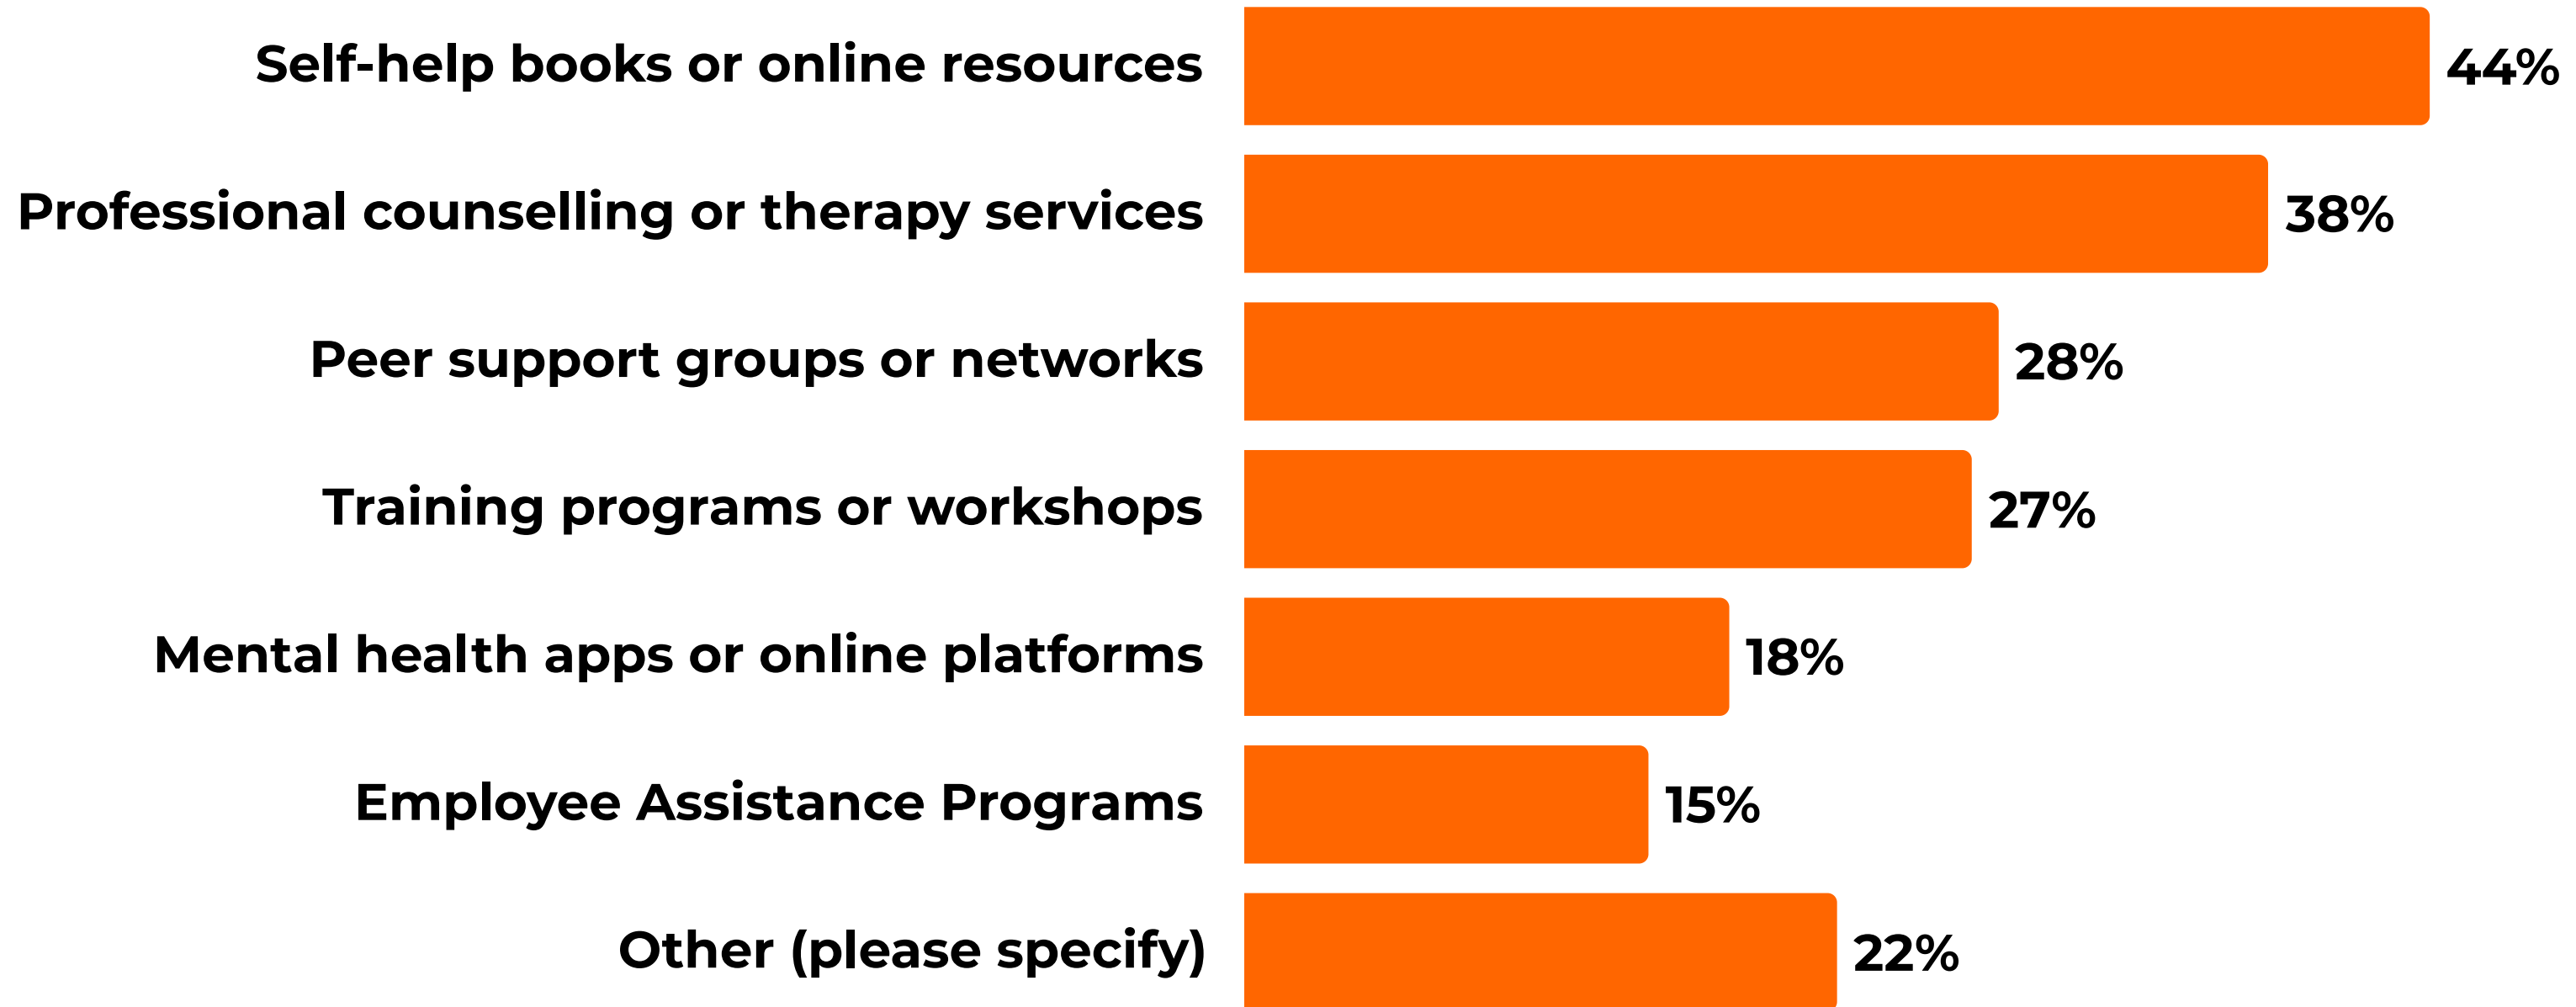 Self-help books or online resources 44%
Professional counselling or therapy services 38%
Peer support groups or networks 28%
Training programs or workshops 27%
Mental health apps or online platforms 18%
Employee Assistance Programs 15%
Other (please specify) 22%